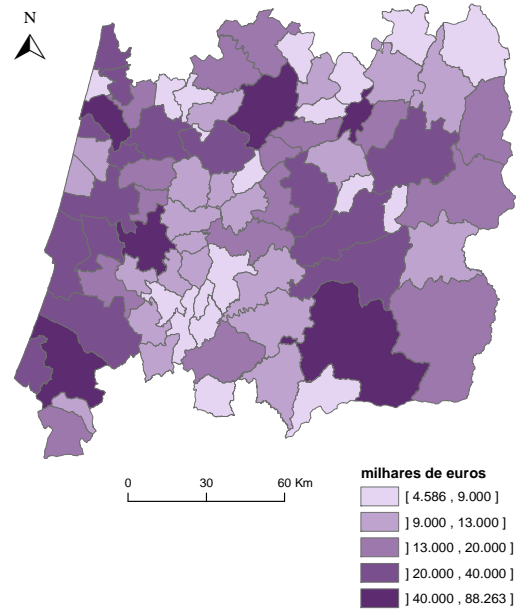 N
0 30 60 Km
milhares de euros
[ 4.586 , 9.000 ]
] 9.000 , 13.000 ]
] 13.000 , 20.000 ]
] 20.000 , 40.000 ]
] 40.000 , 88.263 ]